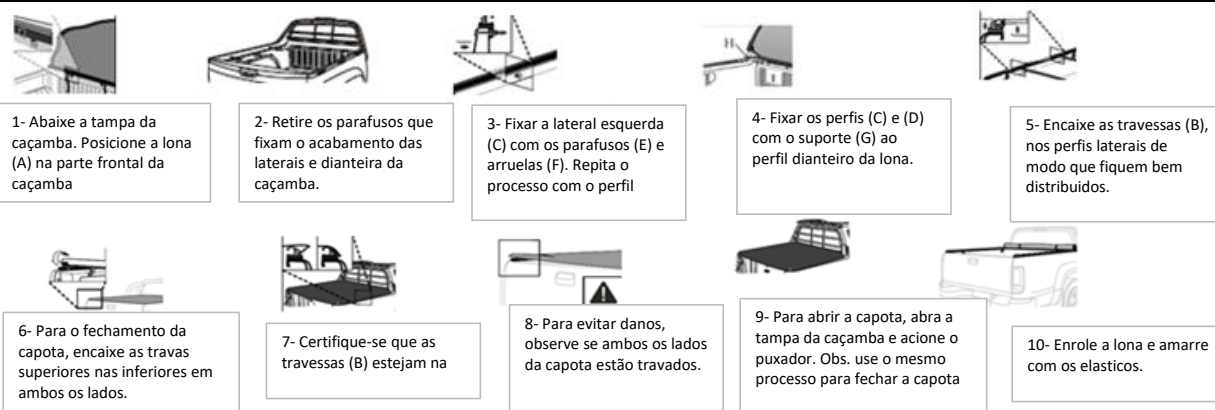 1- Abaixe a tampa da
caçamba. Posicione a lona
(A) na parte frontal da
caçamba
2- Retire os parafusos que
fixam o acabamento das
laterais e dianteira da
caçamba.
3- Fixar a lateral esquerda
(C) com os parafusos (E) e
arruelas (F). Repita o
processo com o perfil
H
D
4- Fixar os perfis (C) e (D)
com o suporte (G) ao
perfil dianteiro da lona.
5- Encaixe as travessas (B),
nos perfis laterais de
modo que fiquem bem
distribuidos.
6- Para o fechamento da
capota, encaixe as travas
superiores nas inferiores em
ambos os lados.
7- Certifique-se que as
travessas (B) estejam na
8- Para evitar danos,
observe se ambos os lados
da capota estão travados.
9- Para abrir a capota, abra a
tampa da caçamba e acione o
puxador. Obs. use o mesmo
processo para fechar a capota
10- Enrole a lona e amarre
com os elasticos.